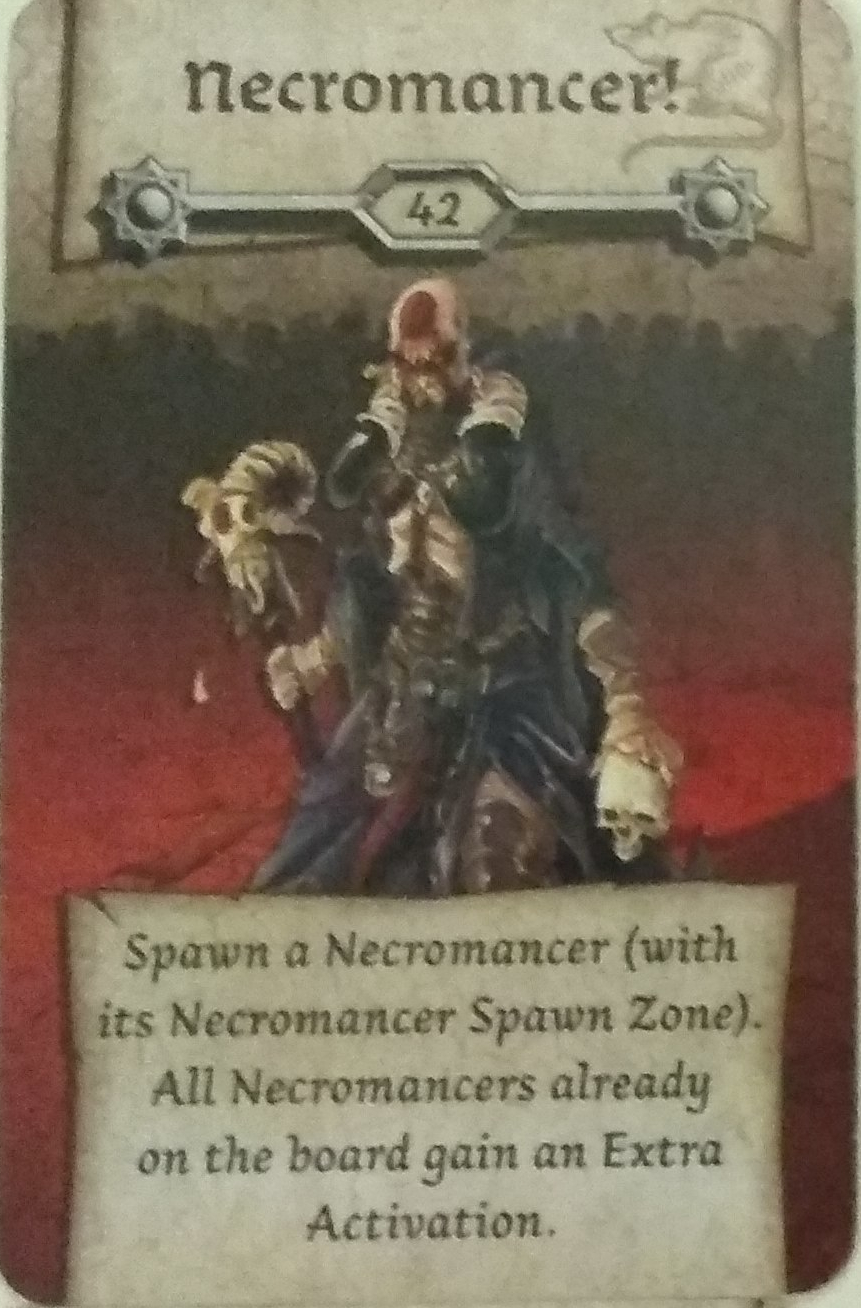 Necromancer!
42
Spawn a Necromancer (with
its Necromancer Spawn Zone).
All Necromancers already
on the board gain an Extra
Activation.